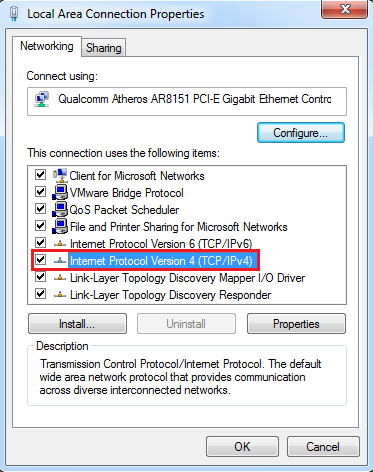 Local Area Connection Properties
Networking
Sharing
Connect using:
Qualcomm Atheros AR8151 PCI-E Gigabit Ethernet Contro
Configure...
This connection uses the following items:
Client for Microsoft Networks
VMware Bridge Protocol
QoS Packet Scheduler
File and Printer Sharing for Microsoft Networks
Internet Protocol Version 6 (TCP/IPv6)
Internet Protocol Version 4 (TCP/IPv4)
Link-Layer Topology Discovery Mapper I/O Driver
Link-Layer Topology Discovery Responder
Install...
Uninstall
Properties
Description
Transmission Control Protocol/Internet Protocol. The default
wide area network protocol that provides communication
across diverse interconnected networks.
OK
Cancel